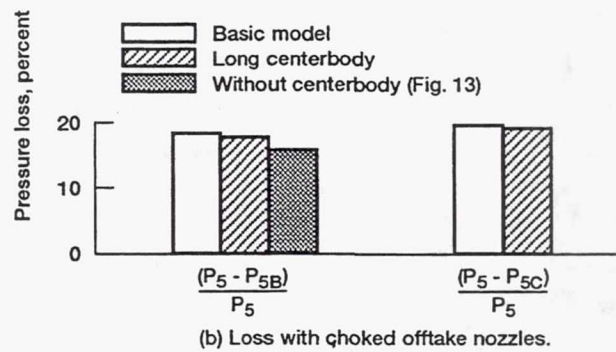 Basic model
Long centerbody
Without centerbody (Fig. 13)
Pressure loss, percent
20
10
0
(P5 - P5B)
P5
(P5 - P5C)
P5
(b) Loss with choked offtake nozzles.